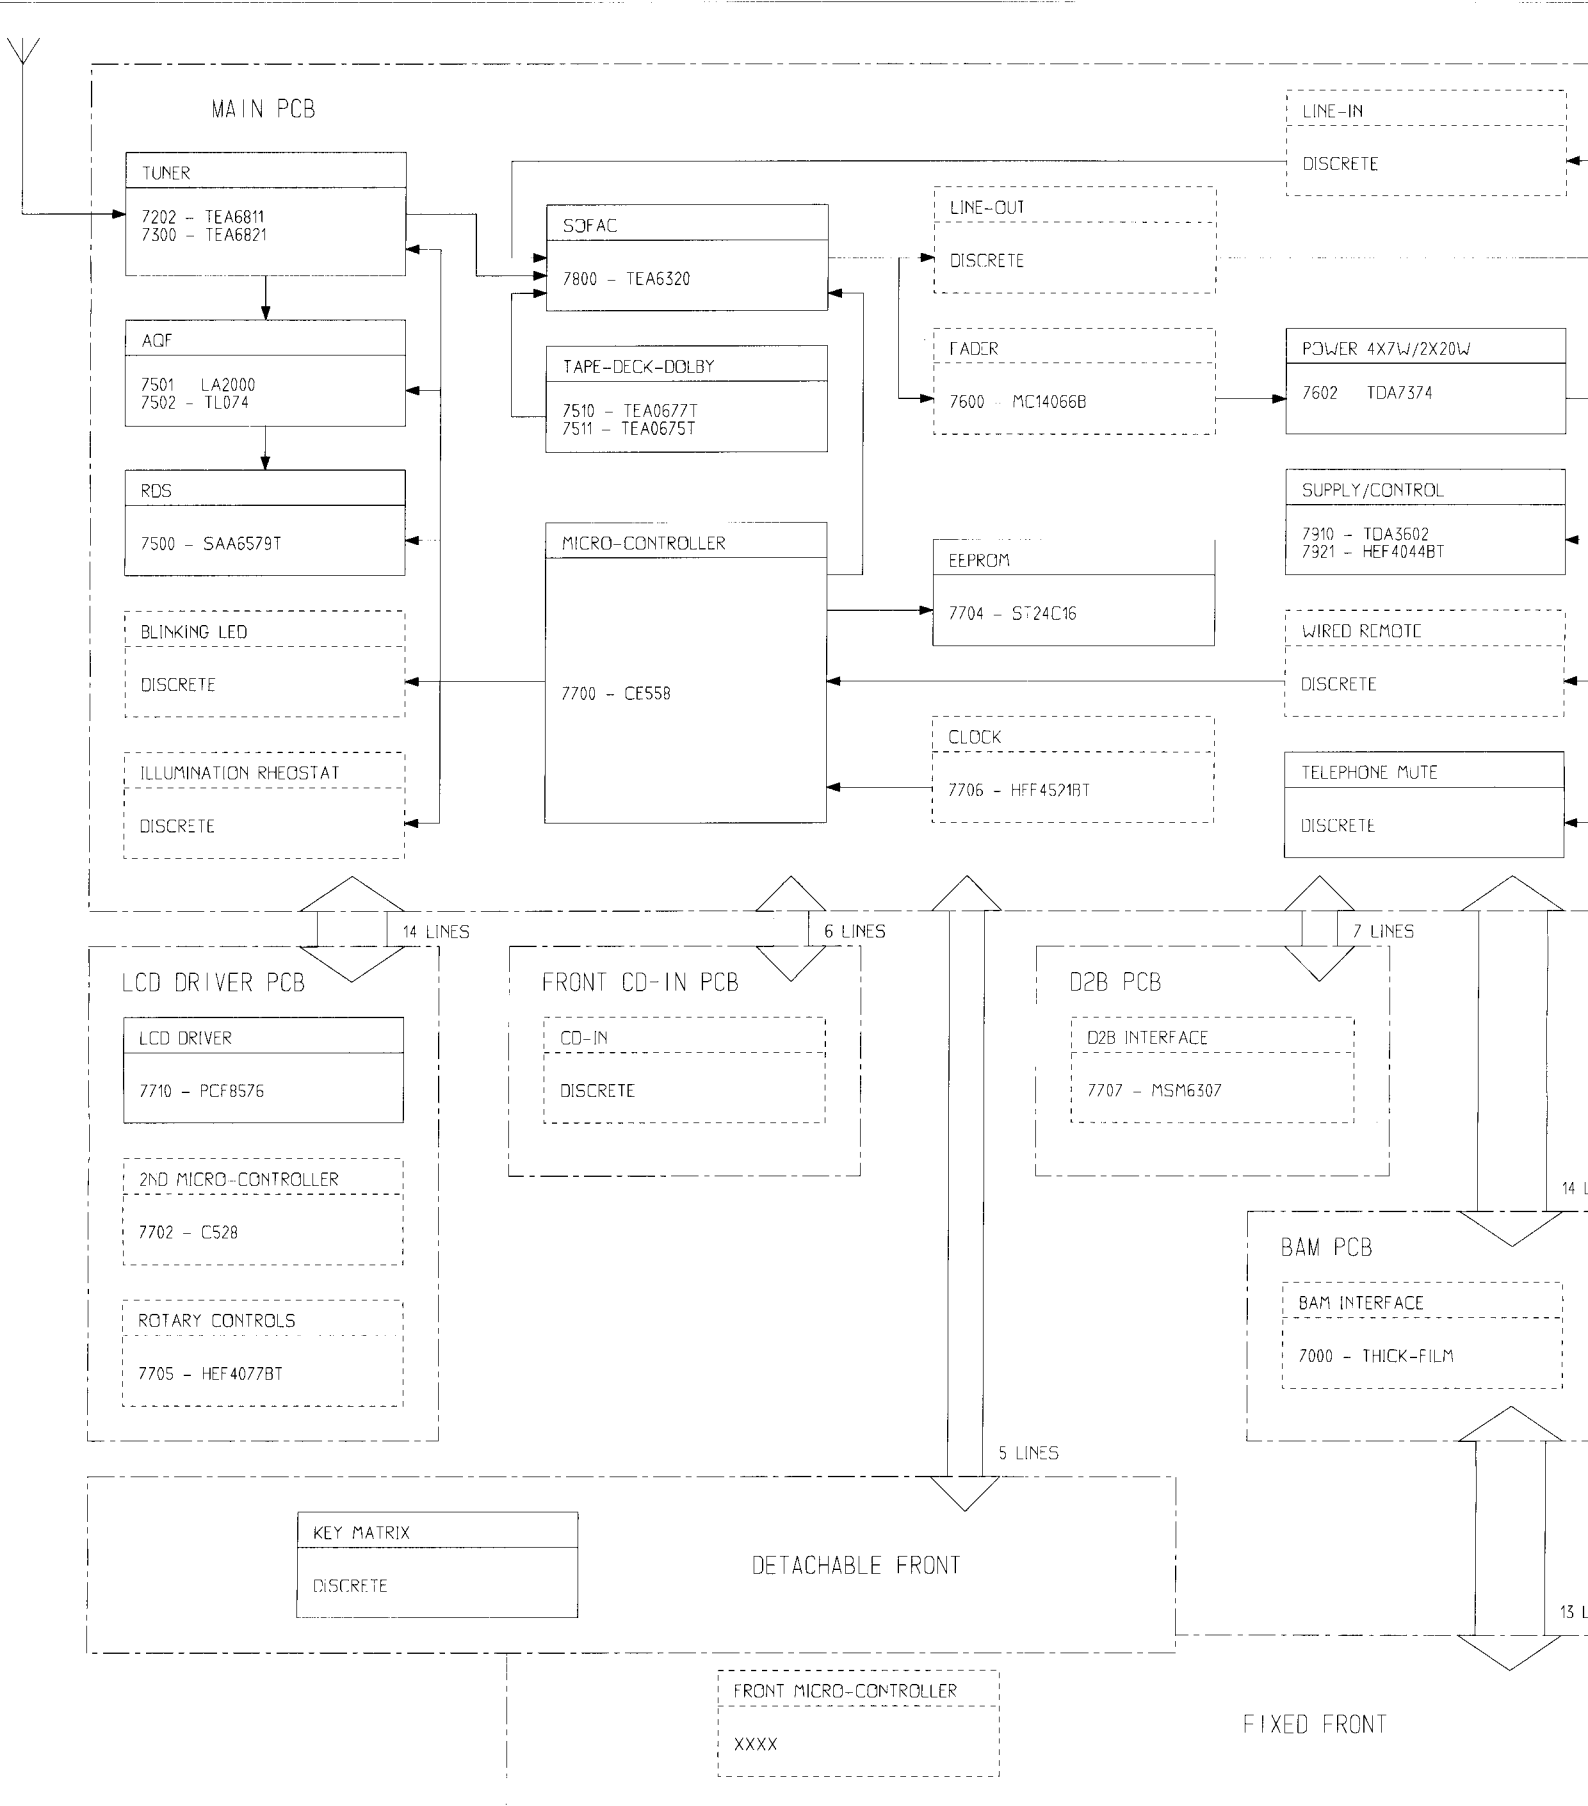 MAIN PCB
LINE-IN
DISCRETE
TUNER
7202 - TEA6811
7300 - TEA6821
SOFAC
7800 - TEA6320
LINE-OUT
DISCRETE
AQF
7501 LA2000
7502 - TL074
TAPE-DECK-DOLBY
7510 - TEA0677T
7511 - TEA0675T
FADER
7600 - MC14066B
POWER 4X7W/2X20W
7602 TDA7374
RDS
7500 - SAA6579T
MICRO-CONTROLLER
7700 - CE558
EEPROM
7704 - ST24C16
SUPPLY/CONTROL
7910 - TDA3602
7921 - HEF4044BT
BLINKING LED
DISCRETE
WIRED REMOTE
DISCRETE
ILLUMINATION RHEOSTAT
DISCRETE
CLOCK
7706 - HEF4521BT
TELEPHONE MUTE
DISCRETE
14 LINES
6 LINES
7 LINES
LCD DRIVER PCB
LCD DRIVER
7710 - PCF8576
2ND MICRO-CONTROLLER
7702 - C528
ROTARY CONTROLS
7705 - HEF4077BT
FRONT CD-IN PCB
CD-IN
DISCRETE
D2B PCB
D2B INTERFACE
7707 - MSM6307
14 L
BAM PCB
BAM INTERFACE
7000 - THICK-FILM
5 LINES
KEY MATRIX
DISCRETE
DETACHABLE FRONT
13 L
FRONT MICRO-CONTROLLER
XXXX
FIXED FRONT